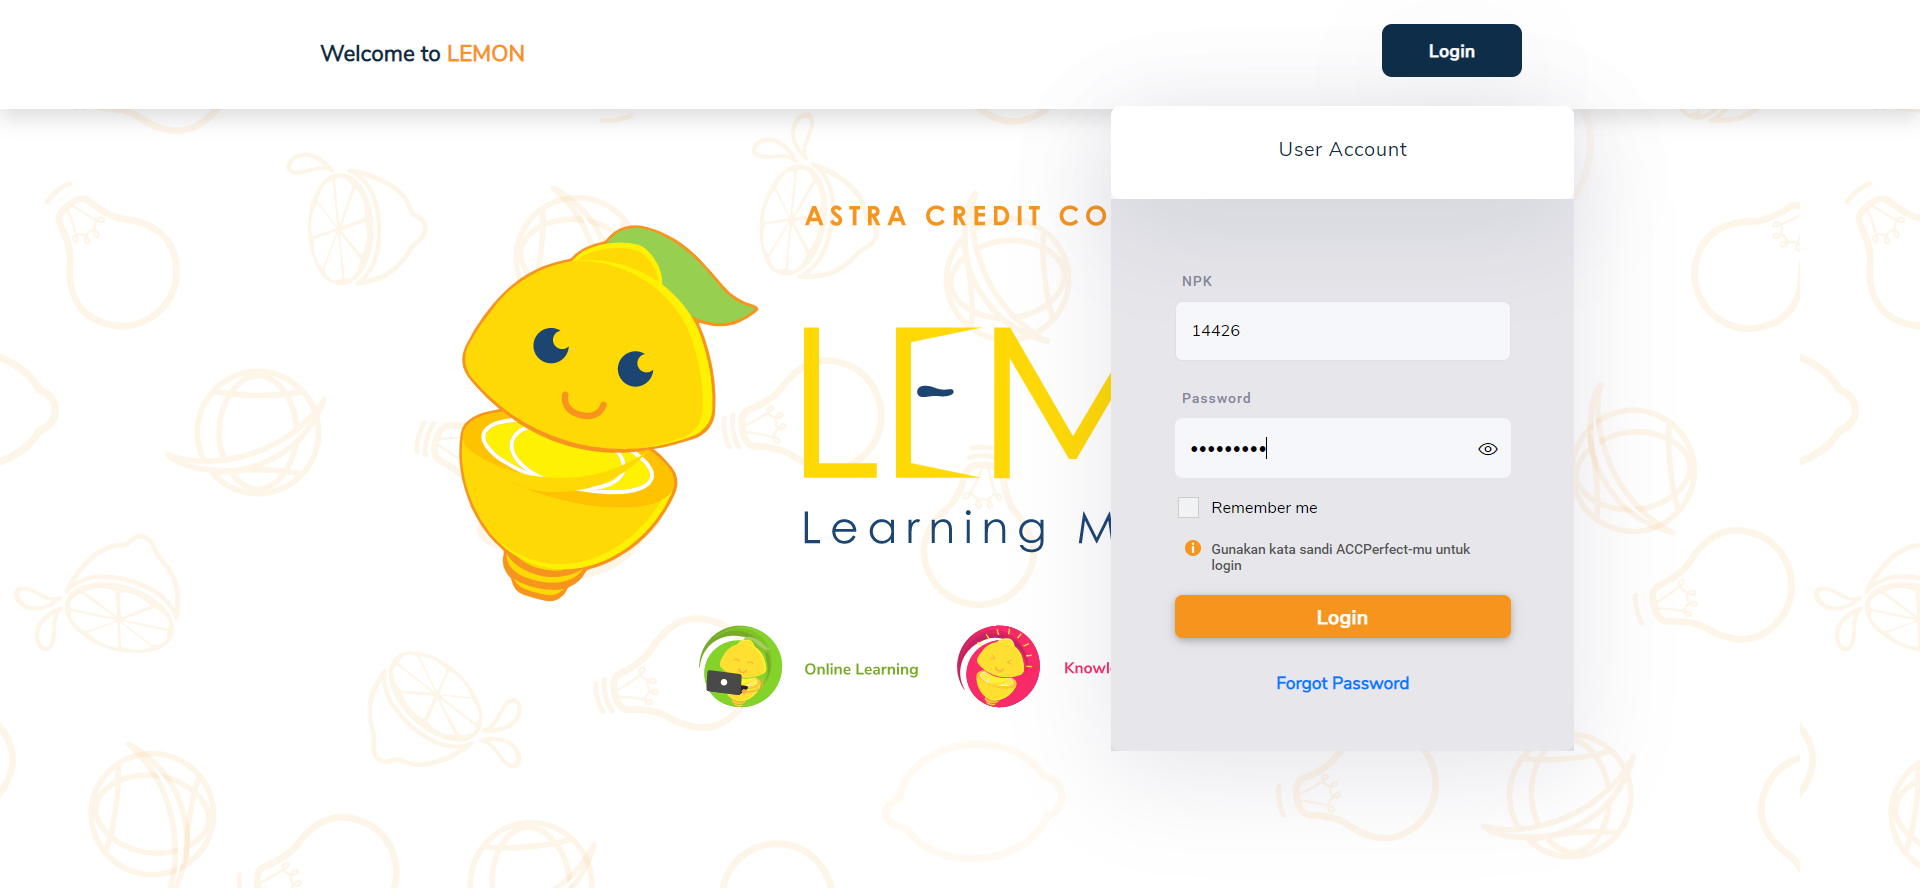 Welcome to LEMON
Login
User Account
ASTRA CREDIT CO
LEM
Learning M
Online Learning
Knowl
NPK
14426
Password
•••••••••
Remember me
Gunakan kata sandi ACCPerfect-mu untuk
login
Login
Forgot Password